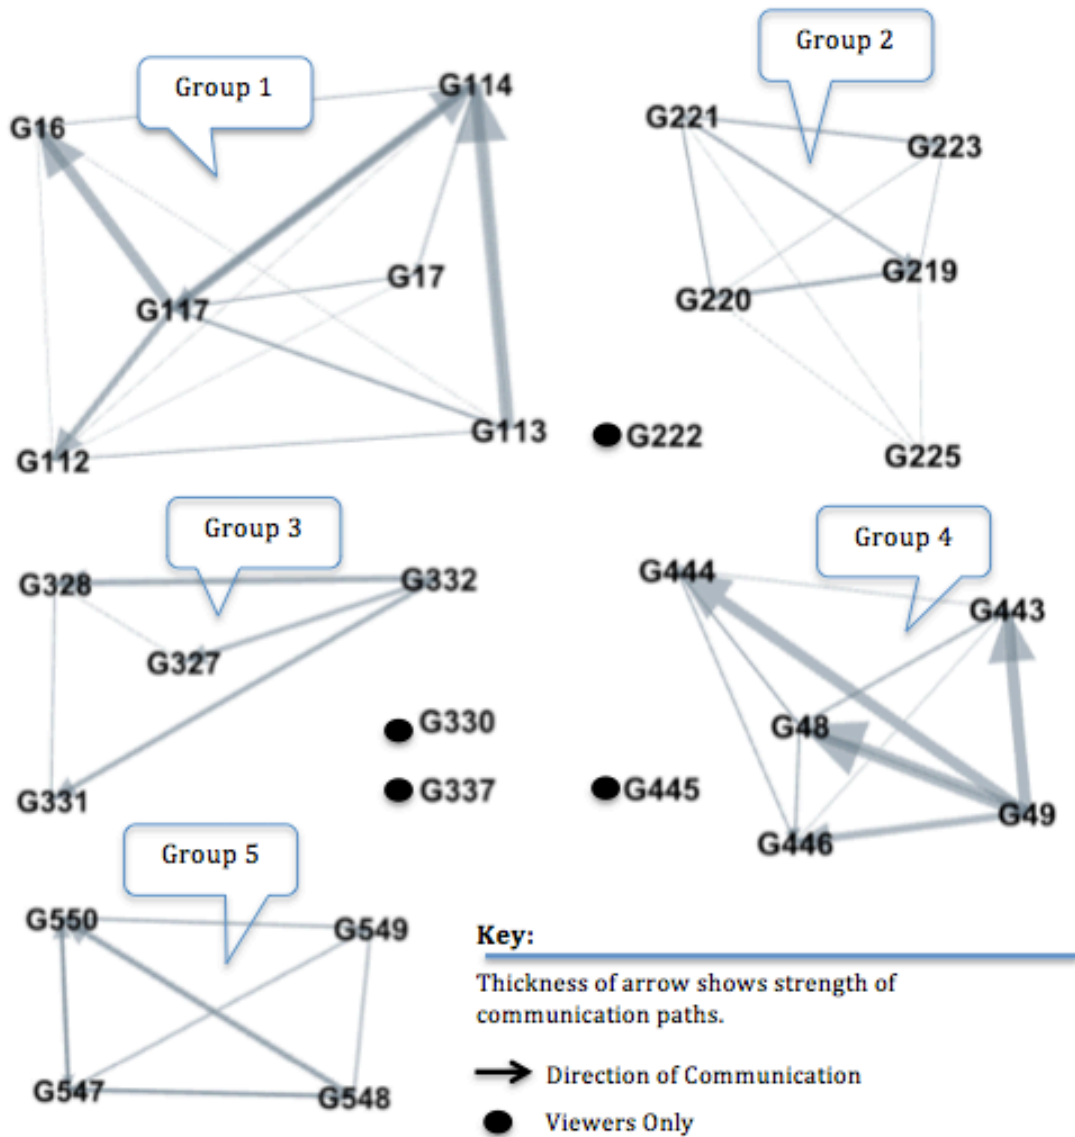 Group 1
G114
G16
G17
G117
G113
G112
Group 2
G221
G223
G219
G220
G222
G225
Group 3
G328
G332
G327
G330
G331
G337
Group 4
G444
G443
G48
G445
G49
G446
Group 5
G550
G549
G547
G548
Key:
Thickness of arrow shows strength of
communication paths.
Direction of Communication
Viewers Only